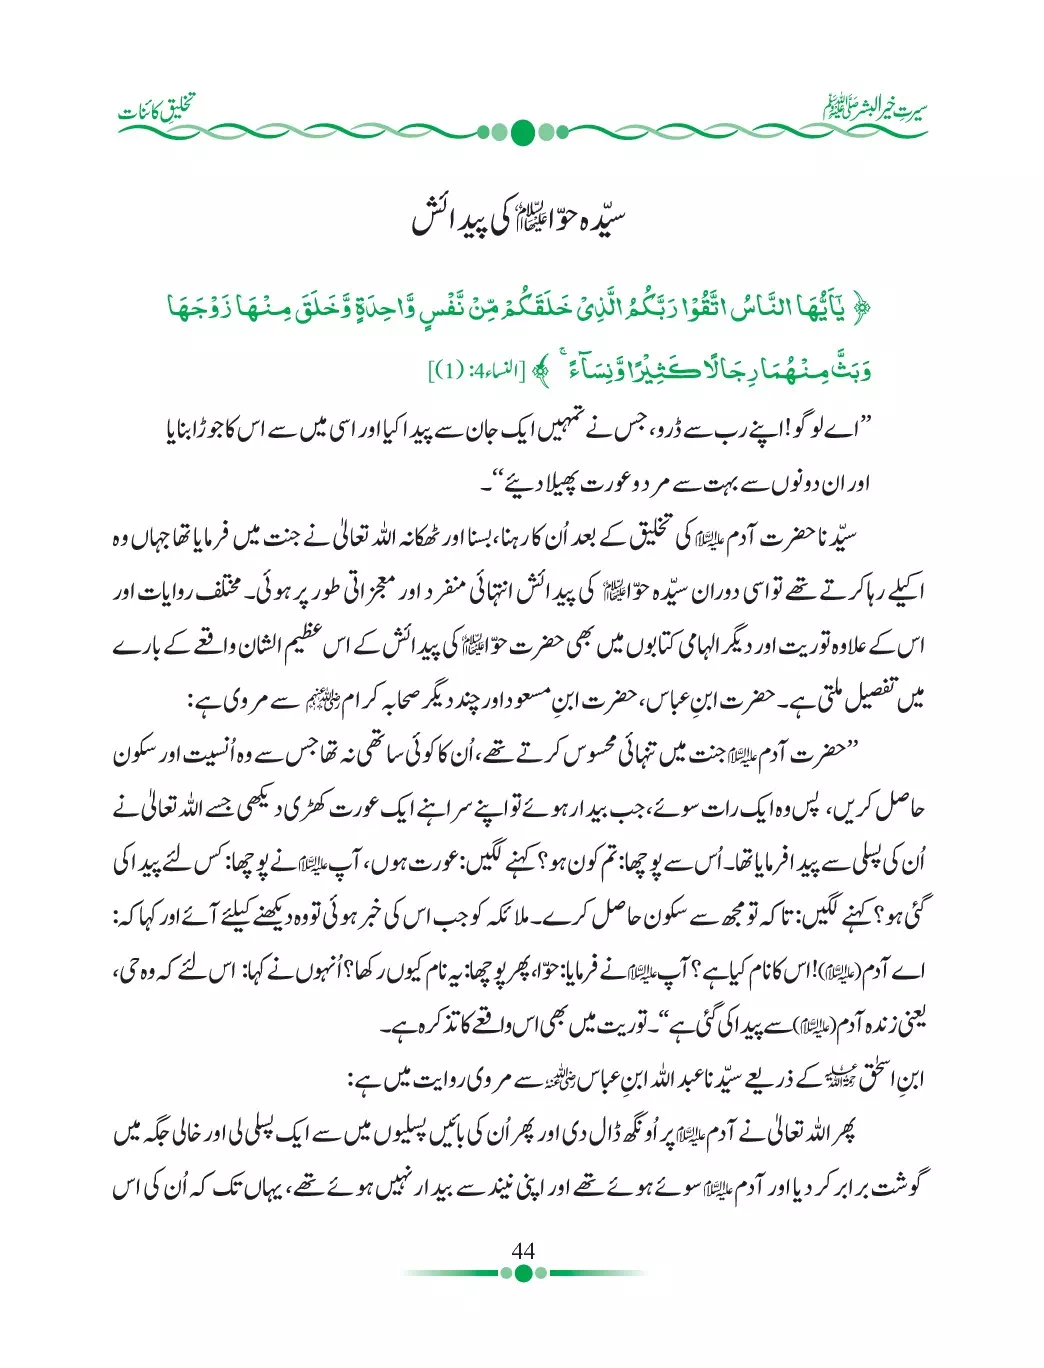 سیرتِ خیر البشر ﷺ
تخلیقِ کائنات
سیّدہ حوّا علیہا السلام کی پیدائش
﴿ یٰۤاَیُّهَا النَّاسُ اتَّقُوْا رَبَّكُمُ الَّذِیْ خَلَقَكُمْ مِّنْ نَّفْسٍ وَّاحِدَةٍ وَّخَلَقَ مِنْهَا زَوْجَهَا
وَبَثَّ مِنْهُمَا رِجَالًا كَثِیْرًا وَّنِسَآءً ۚ ﴾ [النساء4: (1)]
”اے لوگو! اپنے رب سے ڈرو، جس نے تمہیں ایک جان سے پیدا کیا اور اسی میں سے اس کا جوڑا بنایا
اور ان دونوں سے بہت سے مرد و عورت پھیلا دیئے“۔
سیّدنا حضرت آدم علیہ السلام کی تخلیق کے بعد اُن کا رہنا، بسنا اور ٹھکانہ اللہ تعالیٰ نے جنت میں فرمایا تھا جہاں وہ
اکیلے رہا کرتے تھے تو اسی دوران سیّدہ حوّا علیہا السلام کی پیدائش انتہائی منفرد اور معجزاتی طور پر ہوئی۔ مختلف روایات اور
اس کے علاوہ توریت اور دیگر الہامی کتابوں میں بھی حضرت حوّا علیہا السلام کی پیدائش کے اس عظیم الشان واقعے کے بارے
میں تفصیل ملتی ہے۔ حضرت ابنِ عباس، حضرت ابنِ مسعود اور چند دیگر صحابہ کرام رضی اللہ عنہم سے مروی ہے:
”حضرت آدم علیہ السلام جنت میں تنہائی محسوس کرتے تھے، اُن کا کوئی ساتھی نہ تھا جس سے وہ اُنسیت اور سکون
حاصل کریں، پس وہ ایک رات سوئے، جب بیدار ہوئے تو اپنے سراہنے ایک عورت کھڑی دیکھی جسے اللہ تعالیٰ نے
اُن کی پسلی سے پیدا فرمایا تھا۔ اُس سے پوچھا: تم کون ہو؟ کہنے لگیں: عورت ہوں، آپ علیہ السلام نے پوچھا: کس لئے پیدا کی
گئی ہو؟ کہنے لگیں: تاکہ تو مجھ سے سکون حاصل کرے۔ ملائکہ کو جب اس کی خبر ہوئی تو وہ دیکھنے کیلئے آئے اور کہا کہ:
اے آدم (علیہ السلام)! اس کا نام کیا ہے؟ آپ علیہ السلام نے فرمایا: حوّا، پھر پوچھا: یہ نام کیوں رکھا؟ اُنہوں نے کہا: اس لئے کہ وہ حی،
یعنی زندہ آدم (علیہ السلام) سے پیدا کی گئی ہے“۔ توریت میں بھی اس واقعے کا تذکرہ ہے۔
ابنِ اسحٰق رحمۃ اللہ علیہ کے ذریعے سیّدنا عبداللہ ابنِ عباس رضی اللہ عنہ سے مروی روایت میں ہے:
پھر اللہ تعالیٰ نے آدم علیہ السلام پر اُونگھ ڈال دی اور پھر اُن کی بائیں پسلیوں میں سے ایک پسلی لی اور خالی جگہ میں
گوشت برابر کر دیا اور آدم علیہ السلام سوئے ہوئے تھے اور اپنی نیند سے بیدار نہیں ہوئے تھے، یہاں تک کہ اُن کی اس
44